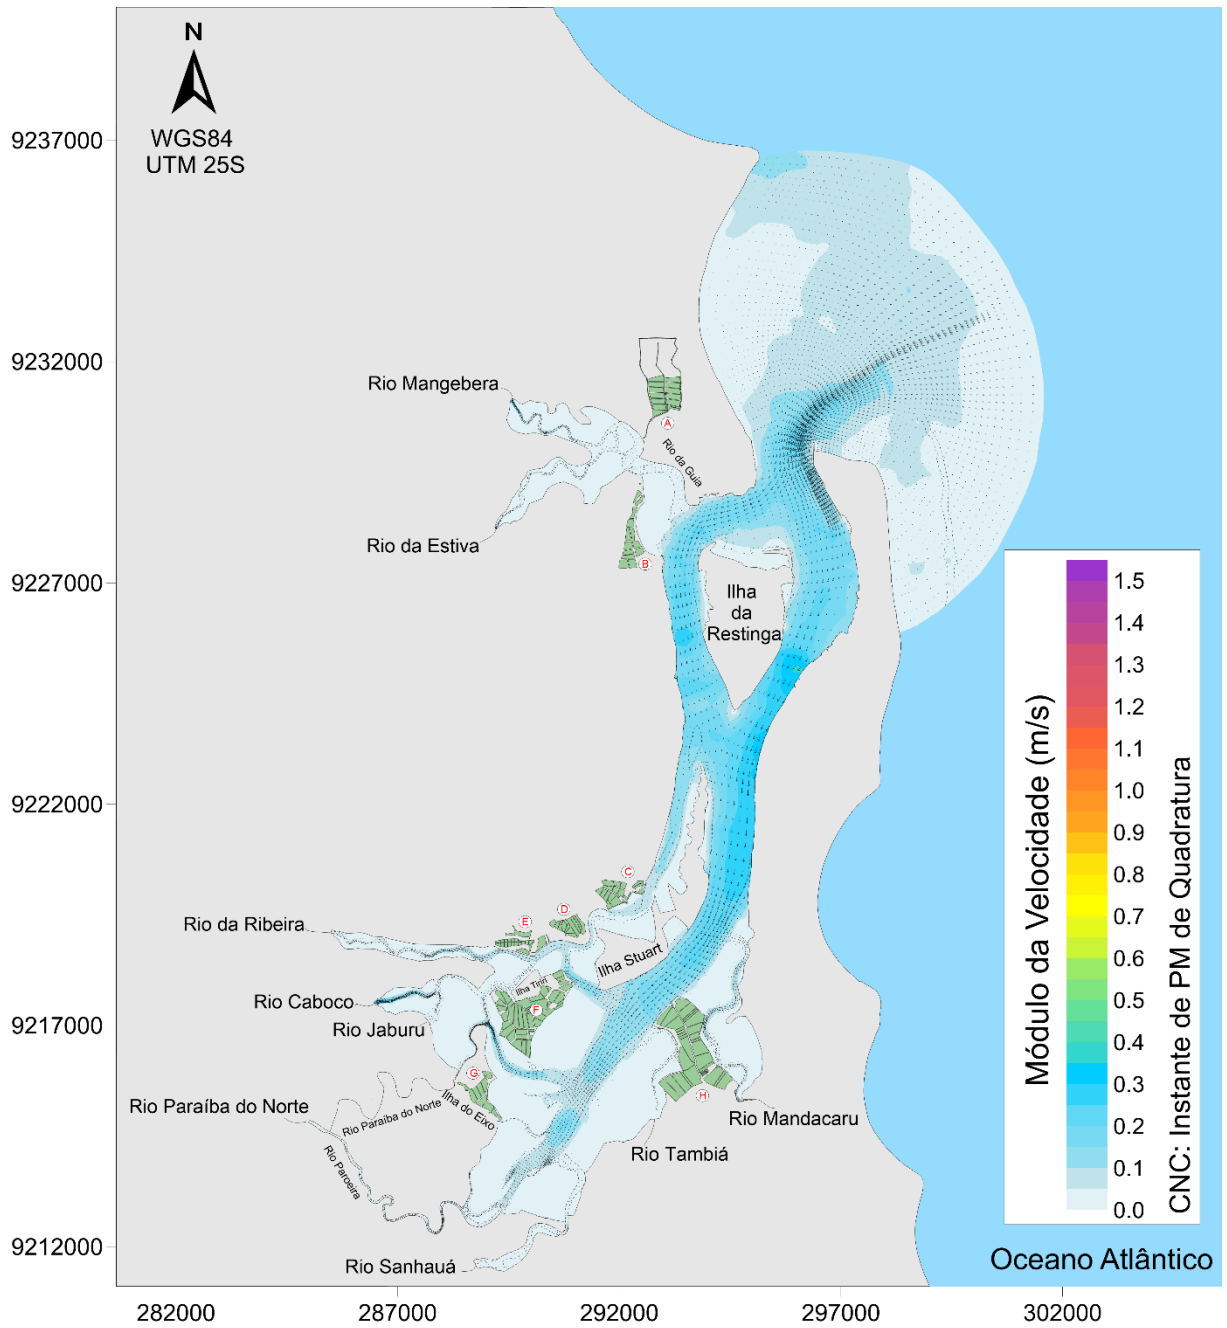 N
WGS84
UTM 25S
9237000
9232000
9227000
9222000
9217000
9212000
282000
287000
292000
297000
302000
Rio Mangebera
A
Rio da Guia
Rio da Estiva
B
Ilha
da
Restinga
C
D
E
Rio da Ribeira
Ilha Stuart
Ilha Tiriri
F
Rio Caboco
Rio Jaburu
G
Ilha do Eixo
H
Rio Paraíba do Norte
Rio Paraíba do Norte
Rio Paroeira
Rio Mandacaru
Rio Tambiá
Rio Sanhauá
Oceano Atlântico
Módulo da Velocidade (m/s)
CNC: Instante de PM de Quadratura
1.5
1.4
1.3
1.2
1.1
1.0
0.9
0.8
0.7
0.6
0.5
0.4
0.3
0.2
0.1
0.0